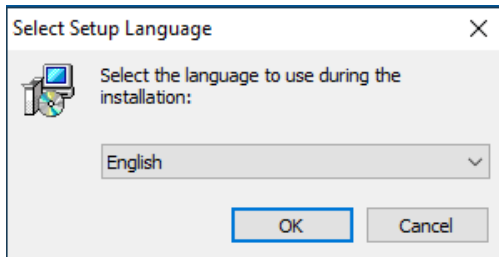 Select Setup Language
Select the language to use during the
installation:
English
OK
Cancel